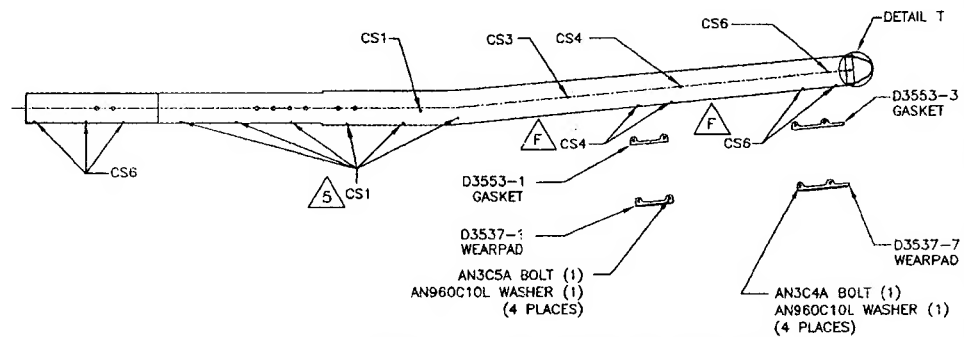 DETAIL T
CS6
CS1
CS3
CS4
D3553-3
GASKET
F
F
CS4
CS6
CS6
5
CS1
D3553-1
GASKET
D3537-1
WEARPAD
D3537-7
WEARPAD
AN3C5A BOLT (1)
AN960C10L WASHER (1)
(4 PLACES)
AN3C4A BOLT (1)
AN960C10L WASHER (1)
(4 PLACES)